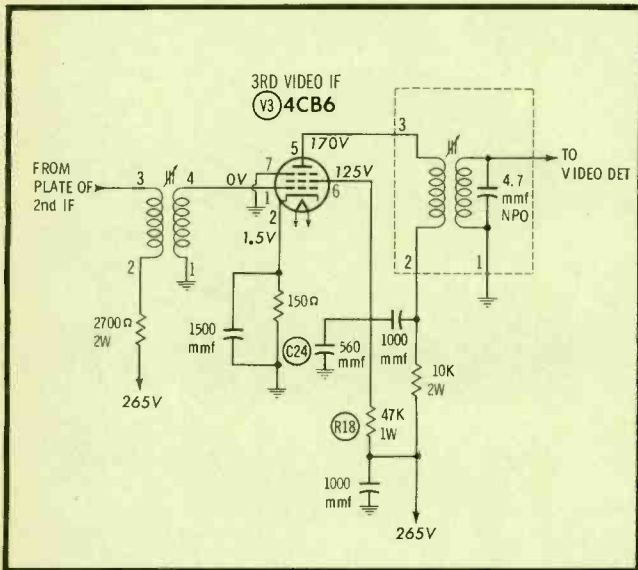 3RD VIDEO IF
V3 4CB6
5
170V
3
FROM
PLATE OF
2nd IF
3
4
0V
7
1
125V
6
2
1.5V
TO
VIDEO DET
4.7
mmf
NPO
2
1
2
1
2700Ω
2W
265V
1500
mmf
150Ω
C24
560
mmf
1000
mmf
10K
2W
R18
47K
1W
1000
mmf
265V